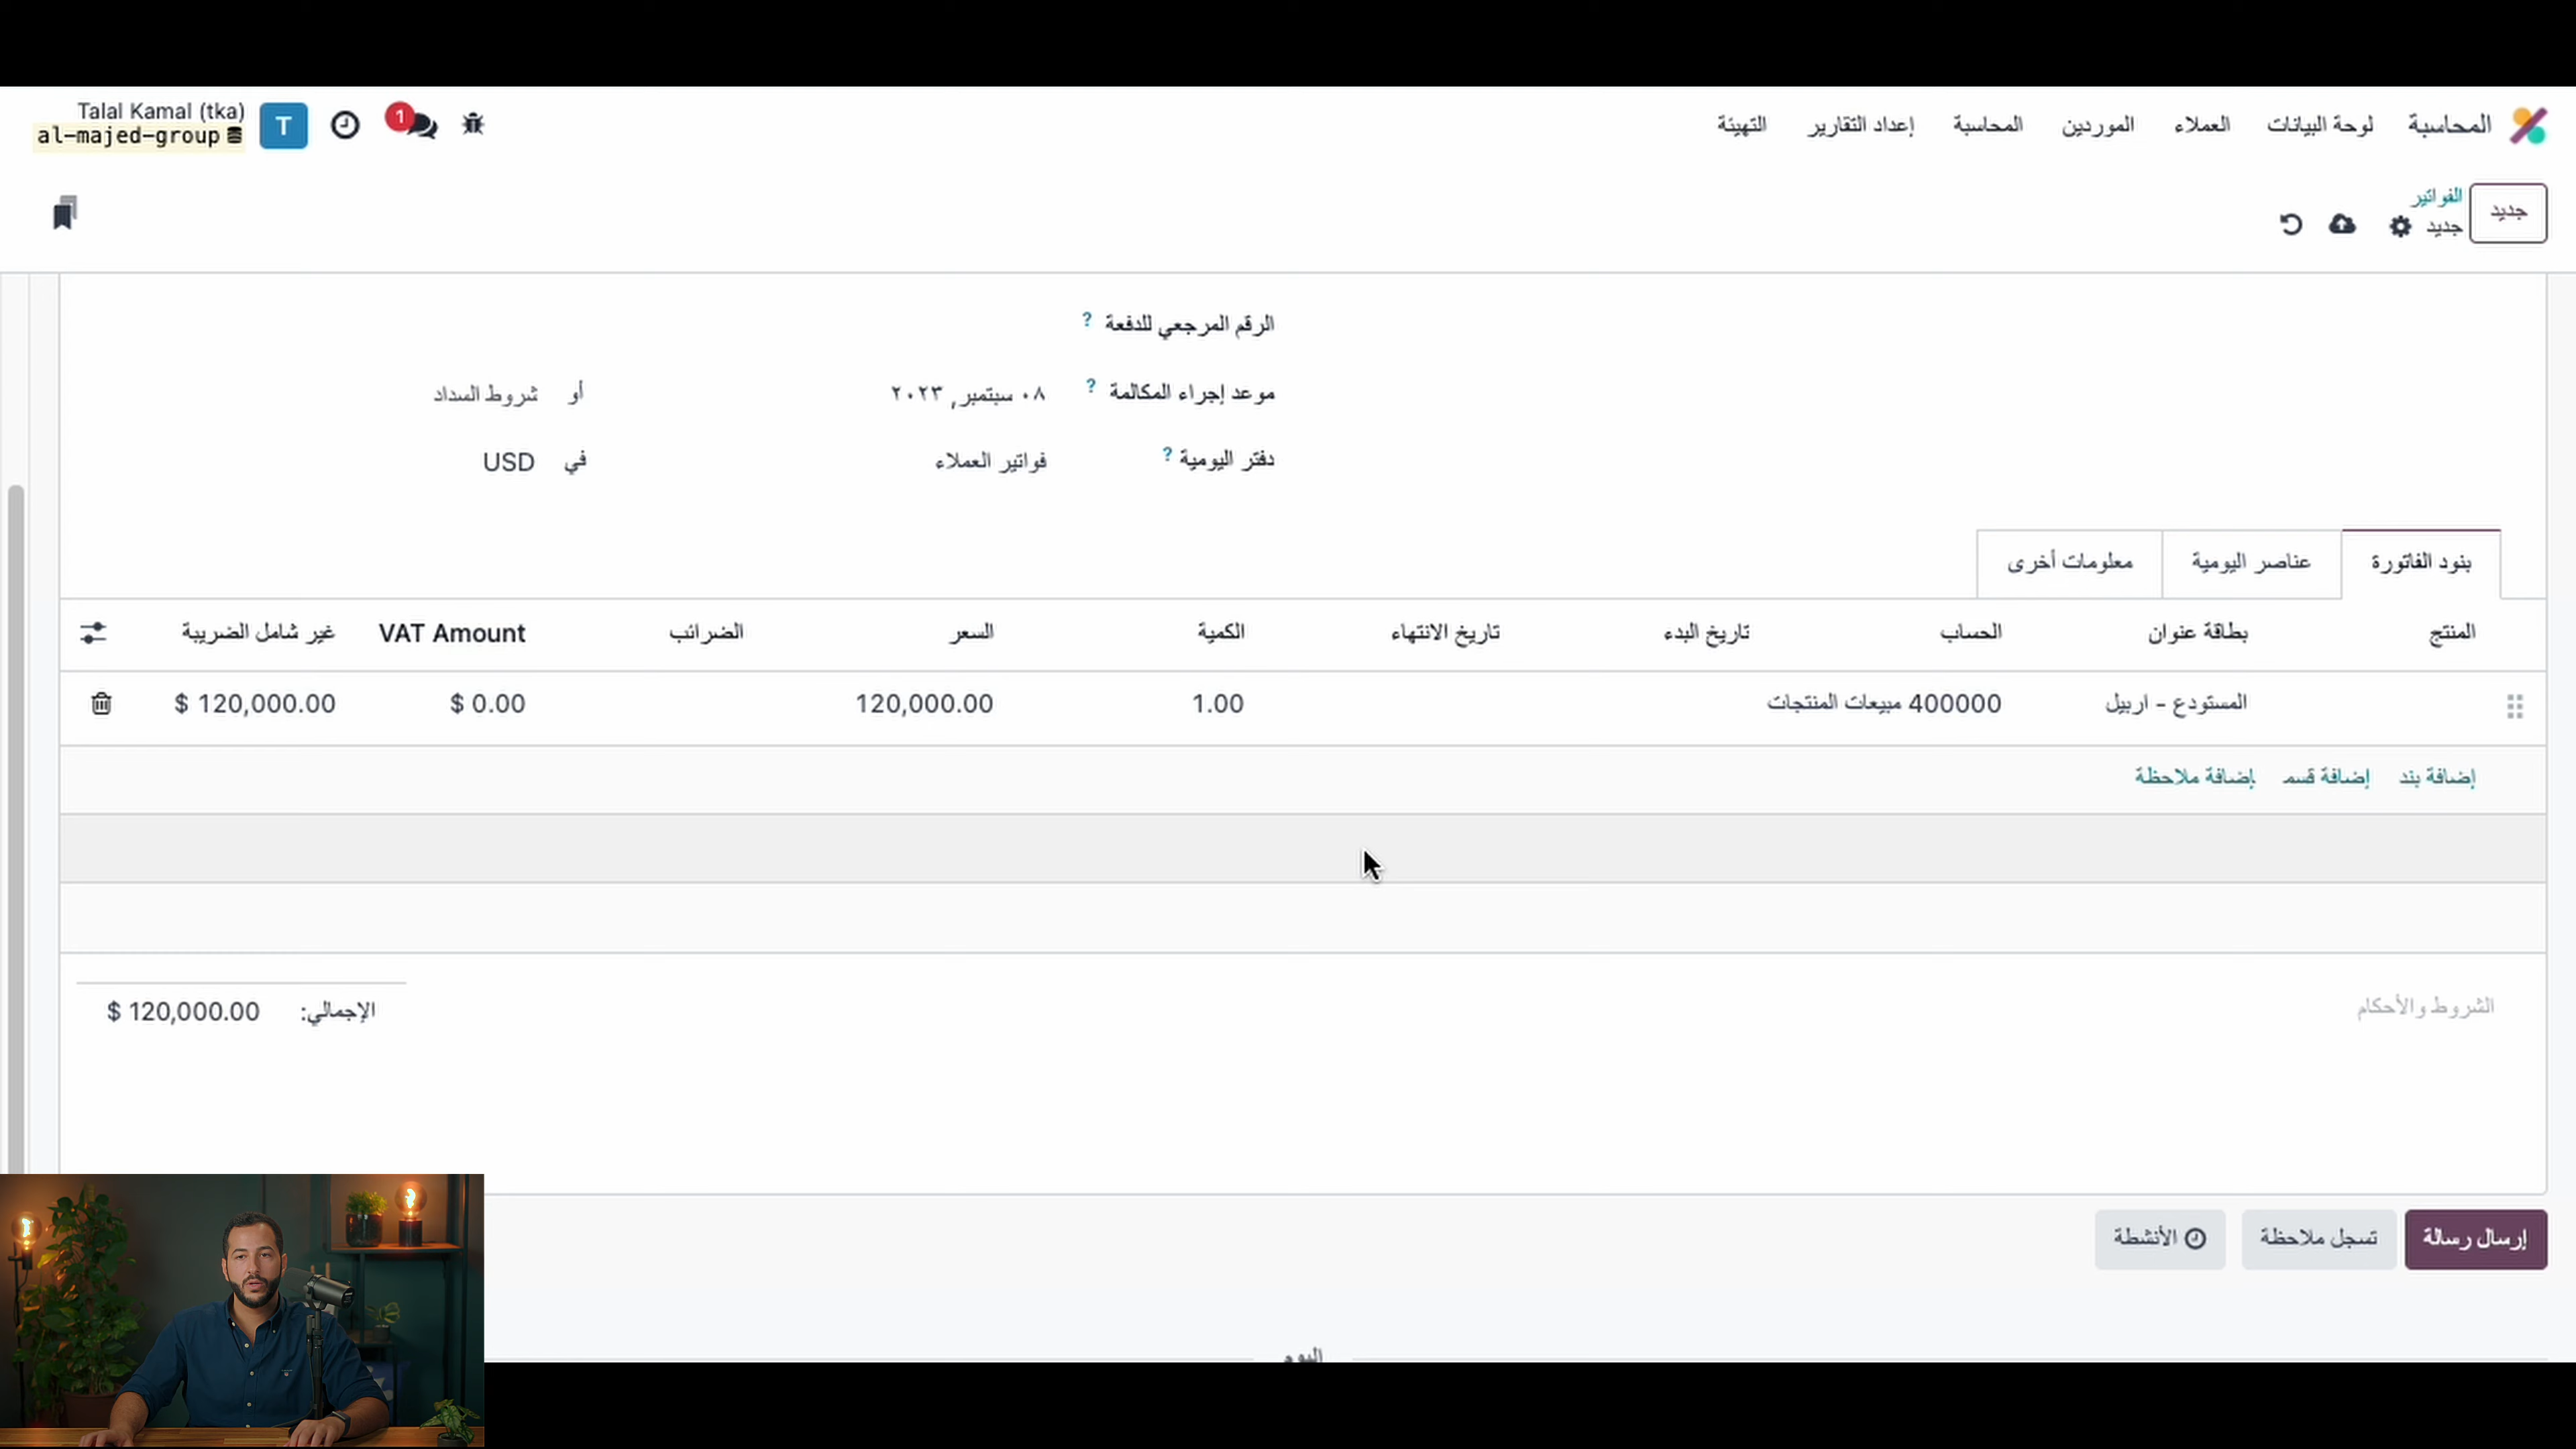 المحاسبة لوحة البيانات العملاء الموردين المحاسبة إعداد التقارير التهيئة
1
T
Talal Kamal (tka)
al-majed-group
جديد
الفواتير
جديد
الرقم المرجعي للدفعة ?
موعد إجراء المكالمة ? ٠٨ سبتمبر, ٢٠٢٣ أو شروط السداد
دفتر اليومية ? فواتير العملاء في USD
بنود الفاتورة عناصر اليومية معلومات أخرى
المنتج بطاقة عنوان الحساب تاريخ البدء تاريخ الانتهاء الكمية السعر الضرائب VAT Amount غير شامل الضريبة
المستودع - اربيل 400000 مبيعات المنتجات 1.00 120,000.00 $ 0.00 $ 120,000.00
إضافة بند إضافة قسم إضافة ملاحظة
الشروط والأحكام
الإجمالي: $ 120,000.00
إرسال رسالة تسجل ملاحظة الأنشطة
اليوم